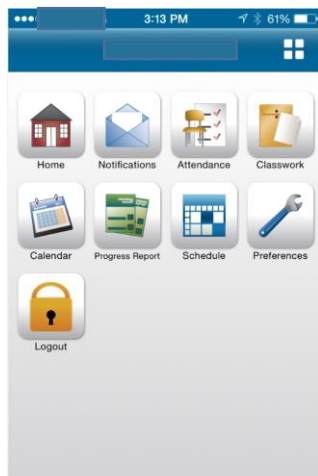 3:13 PM 61%
Home Notifications Attendance Classwork
Calendar Progress Report Schedule Preferences
Logout